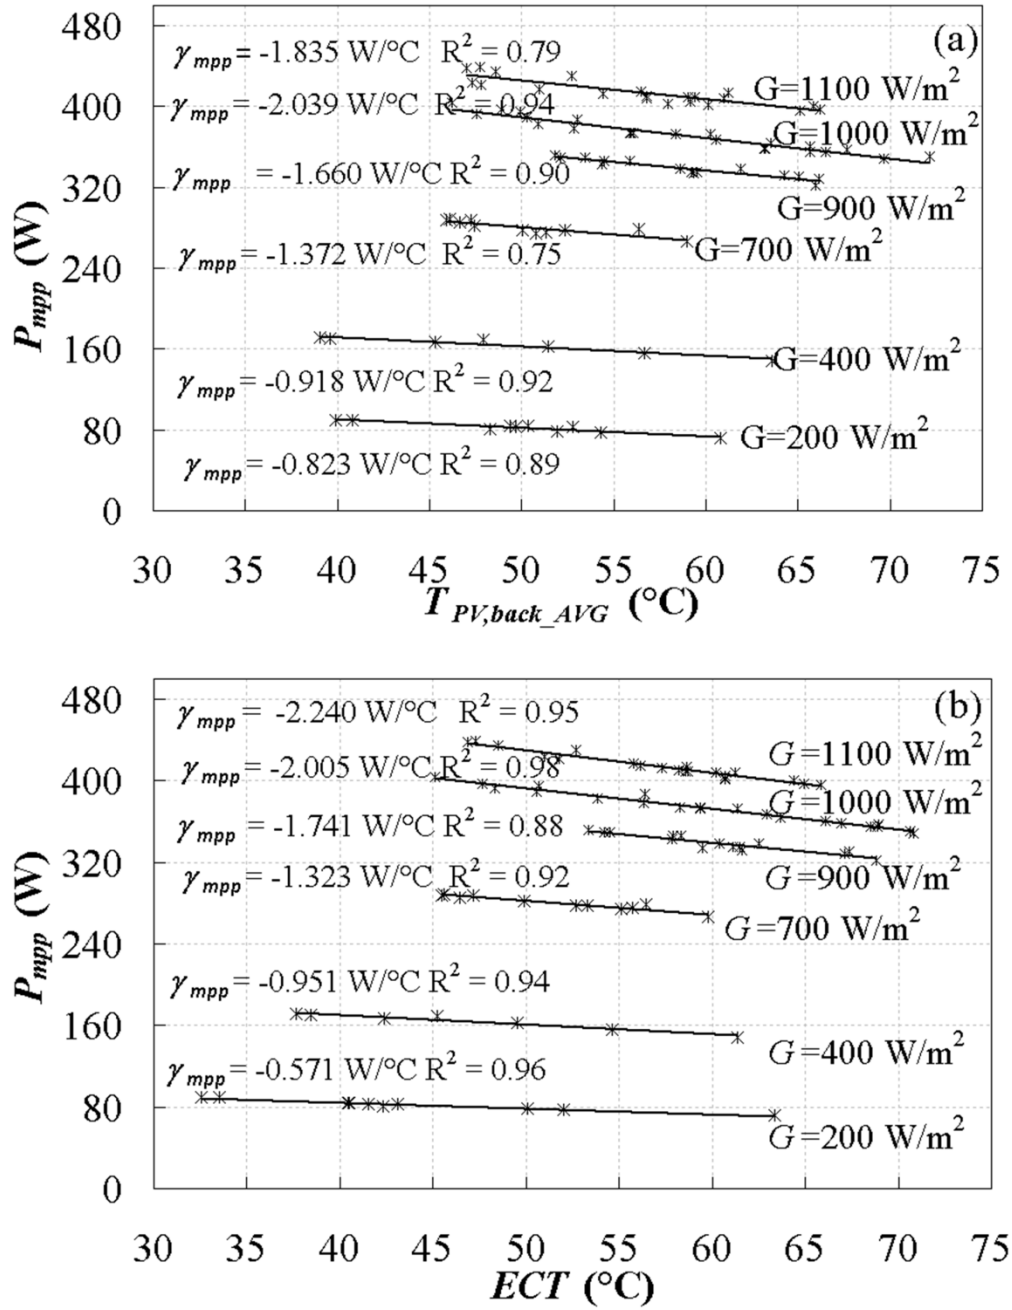 480
(a)
γmpp = -1.835 W/°C R² = 0.79
G=1100 W/m²
400
γmpp = -2.039 W/°C R² = 0.94
G=1000 W/m²
320
γmpp = -1.660 W/°C R² = 0.90
G=900 W/m²
240
γmpp = -1.372 W/°C R² = 0.75
G=700 W/m²
Pmpp (W)
160
G=400 W/m²
γmpp = -0.918 W/°C R² = 0.92
80
G=200 W/m²
γmpp = -0.823 W/°C R² = 0.89
0
30 35 40 45 50 55 60 65 70 75
TPV,back_AVG (°C)
480
(b)
γmpp = -2.240 W/°C R² = 0.95
G=1100 W/m²
400
γmpp = -2.005 W/°C R² = 0.98
G=1000 W/m²
γmpp = -1.741 W/°C R² = 0.88
320
G=900 W/m²
γmpp = -1.323 W/°C R² = 0.92
G=700 W/m²
240
Pmpp (W)
γmpp = -0.951 W/°C R² = 0.94
160
G=400 W/m²
γmpp = -0.571 W/°C R² = 0.96
80
G=200 W/m²
0
30 35 40 45 50 55 60 65 70 75
ECT (°C)